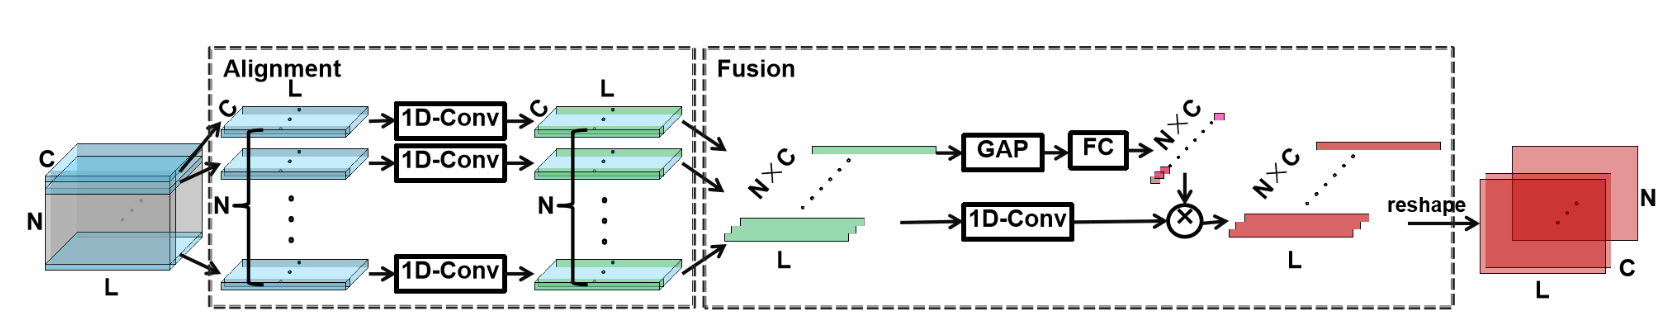 Alignment
Fusion
L
C
L
C
1D-Conv
1D-Conv
1D-Conv
N
N
C
N
L
N×C
L
GAP
FC
1D-Conv
N×C
×
N×C
L
reshape
N
C
L